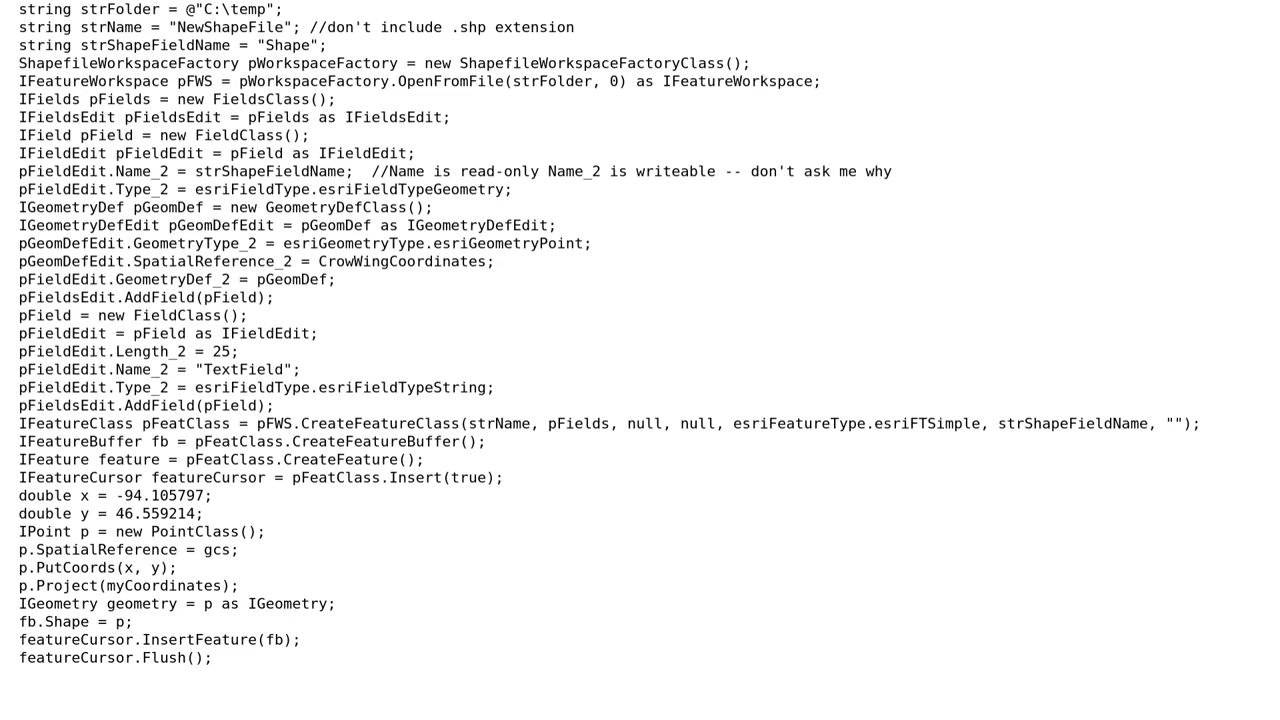 string strFolder = @"C:\temp";
string strName = "NewShapeFile"; //don't include .shp extension
string strShapeFieldName = "Shape";
ShapefileWorkspaceFactory pWorkspaceFactory = new ShapefileWorkspaceFactoryClass();
IFeatureWorkspace pFWS = pWorkspaceFactory.OpenFromFile(strFolder, 0) as IFeatureWorkspace;
IFields pFields = new FieldsClass();
IFieldsEdit pFieldsEdit = pFields as IFieldsEdit;
IField pField = new FieldClass();
IFieldEdit pFieldEdit = pField as IFieldEdit;
pFieldEdit.Name_2 = strShapeFieldName;  //Name is read-only Name_2 is writeable -- don't ask me why
pFieldEdit.Type_2 = esriFieldType.esriFieldTypeGeometry;
IGeometryDef pGeomDef = new GeometryDefClass();
IGeometryDefEdit pGeomDefEdit = pGeomDef as IGeometryDefEdit;
pGeomDefEdit.GeometryType_2 = esriGeometryType.esriGeometryPoint;
pGeomDefEdit.SpatialReference_2 = CrowWingCoordinates;
pFieldEdit.GeometryDef_2 = pGeomDef;
pFieldsEdit.AddField(pField);
pField = new FieldClass();
pFieldEdit = pField as IFieldEdit;
pFieldEdit.Length_2 = 25;
pFieldEdit.Name_2 = "TextField";
pFieldEdit.Type_2 = esriFieldType.esriFieldTypeString;
pFieldsEdit.AddField(pField);
IFeatureClass pFeatClass = pFWS.CreateFeatureClass(strName, pFields, null, null, esriFeatureType.esriFTSimple, strShapeFieldName, "");
IFeatureBuffer fb = pFeatClass.CreateFeatureBuffer();
IFeature feature = pFeatClass.CreateFeature();
IFeatureCursor featureCursor = pFeatClass.Insert(true);
double x = -94.105797;
double y = 46.559214;
IPoint p = new PointClass();
p.SpatialReference = gcs;
p.PutCoords(x, y);
p.Project(myCoordinates);
IGeometry geometry = p as IGeometry;
fb.Shape = p;
featureCursor.InsertFeature(fb);
featureCursor.Flush();